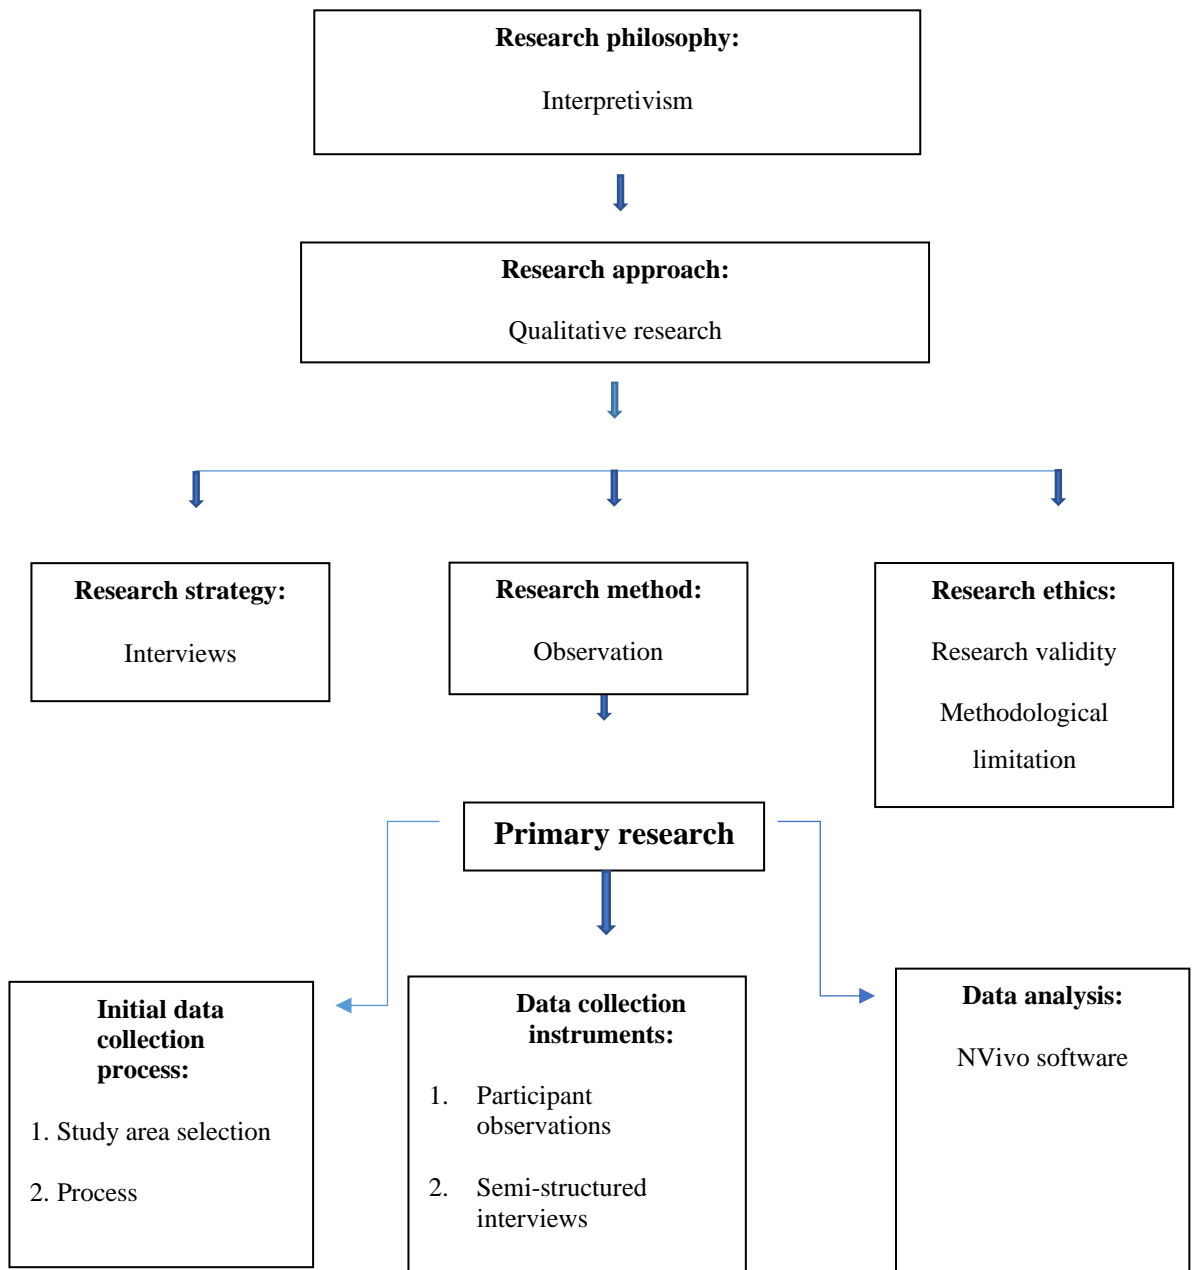 Research philosophy:
Interpretivism
Research approach:
Qualitative research
Research strategy:
Interviews
Research method:
Observation
Research ethics:
Research validity
Methodological
limitation
Primary research
Initial data
collection
process:
1. Study area selection
2. Process
Data collection
instruments:
1. Participant
observations
2. Semi-structured
interviews
Data analysis:
NVivo software